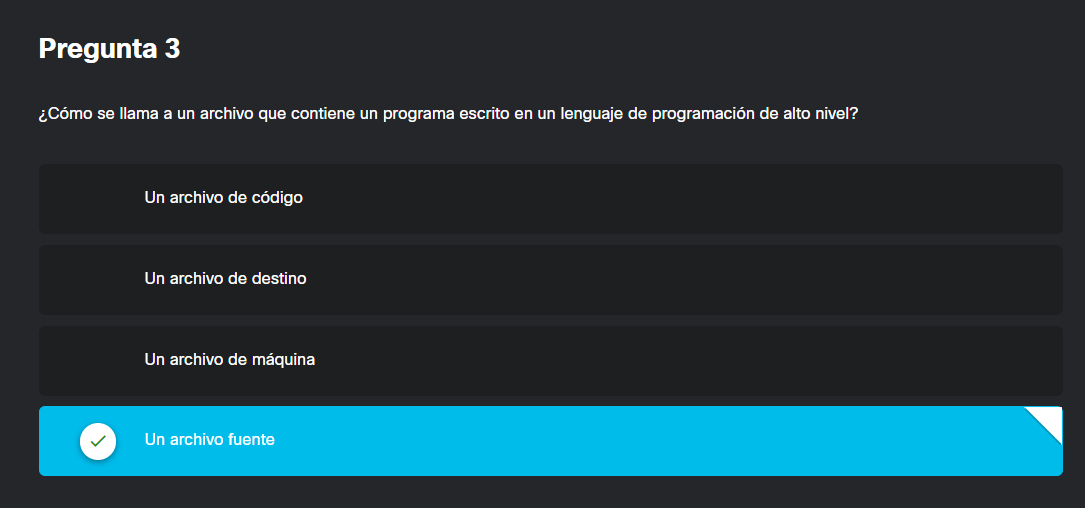 Pregunta 3
¿Cómo se llama a un archivo que contiene un programa escrito en un lenguaje de programación de alto nivel?
Un archivo de código
Un archivo de destino
Un archivo de máquina
Un archivo fuente